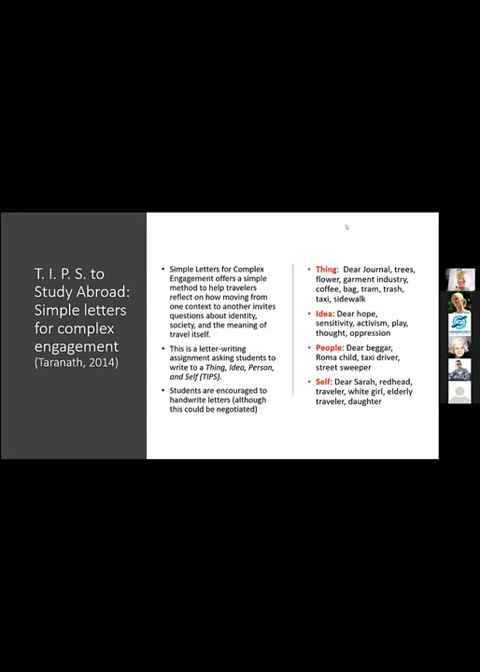 T. I. P. S. to
Study Abroad:
Simple letters
for complex
engagement
(Taranath, 2014)
• Simple Letters for Complex
Engagement offers a simple
method to help travelers
reflect on how moving from
one context to another invites
questions about identity,
society, and the meaning of
travel itself.
• This is a letter-writing
assignment asking students to
write to a Thing, Idea, Person,
and Self (TIPS).
• Students are encouraged to
handwrite letters (although
this could be negotiated)
• Thing: Dear Journal, trees,
flower, garment industry,
coffee, bag, tram, trash,
taxi, sidewalk
• Idea: Dear hope,
sensitivity, activism, play,
thought, oppression
• People: Dear beggar,
Roma child, taxi driver,
street sweeper
• Self: Dear Sarah, redhead,
traveler, white girl, elderly
traveler, daughter